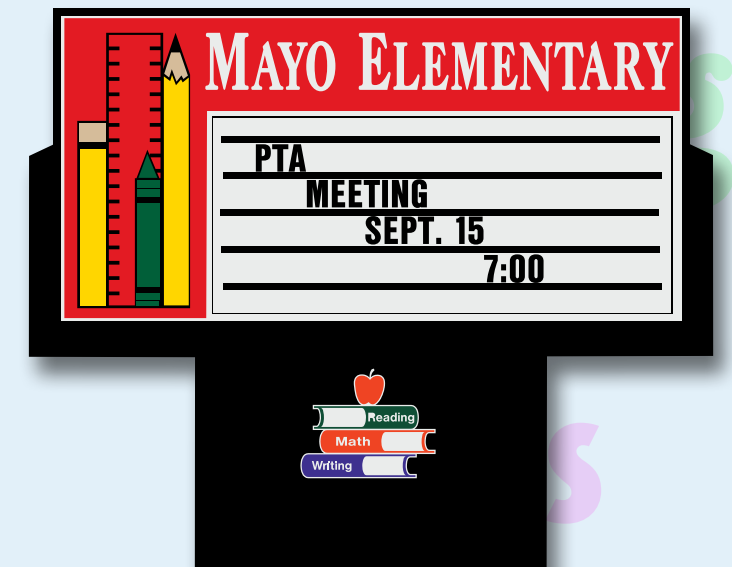 MAYO ELEMENTARY
PTA
MEETING
SEPT. 15
7:00
Reading
Math
Writing
S
S